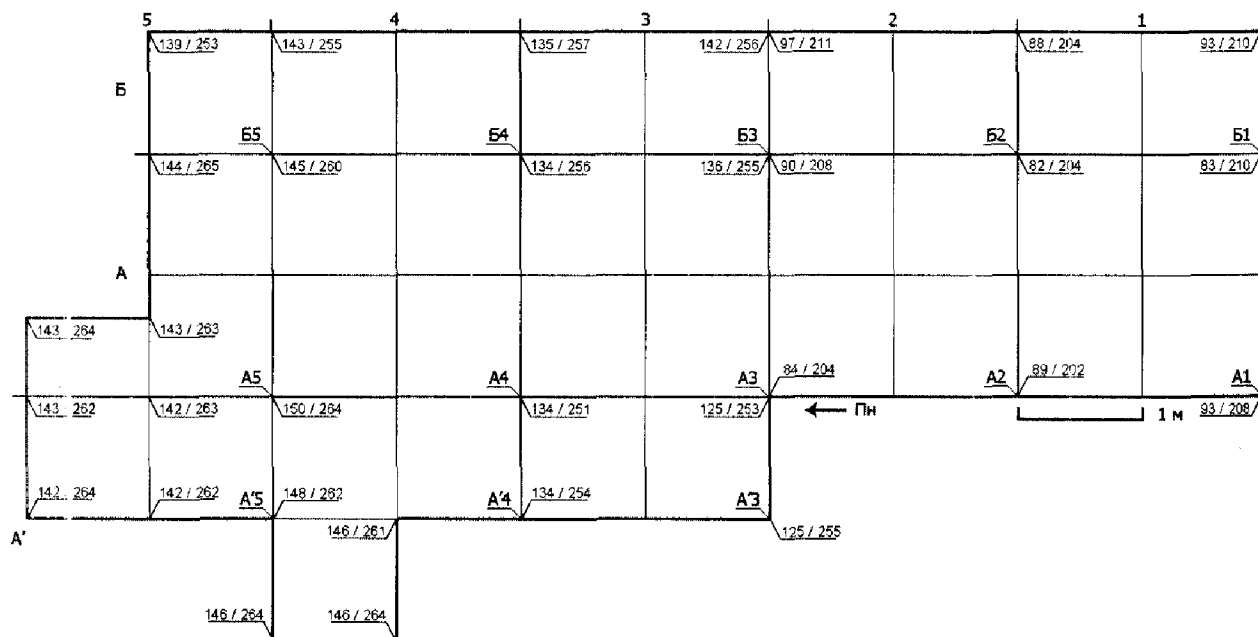 5 4 3 2 1
139 / 253 143 / 255 135 / 257 142 / 256 97 / 211 88 / 204 93 / 210
Б
Б5 Б4 Б3 Б2 Б1
144 / 265 145 / 260 134 / 256 136 / 255 90 / 208 82 / 204 83 / 210
А
143 264 143 / 263
84 / 204 89 / 202
А5 А4 А3 А2 А1
143 262 142 / 263 150 / 264 134 / 251 125 / 253 Пн 1 м 93 / 208
142 264 142 / 262 А'5 148 / 262 А'4 134 / 254 А'3
А' 146 / 261 125 / 255
146 / 264 146 / 264